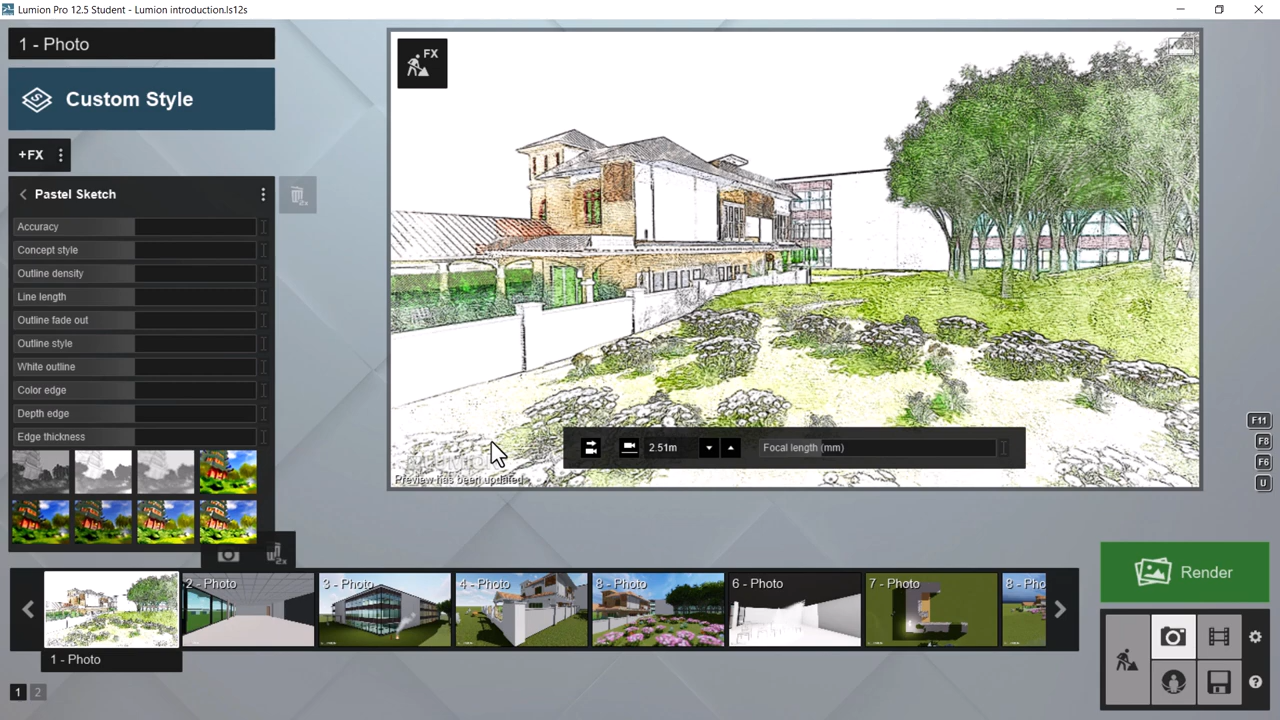 Lumion Pro 12.5 Student - Lumion introduction.ls12s
1 - Photo
Custom Style
FX
+FX
Pastel Sketch
Accuracy
Concept style
Outline density
Line length
Outline fade out
Outline style
White outline
Color edge
Depth edge
Edge thickness
2.51m
Focal length (mm)
Preview has been updated
F11
F8
F6
U
2 - Photo
3 - Photo
4 - Photo
8 - Photo
6 - Photo
7 - Photo
8 - Pho
1 - Photo
Render
1 2